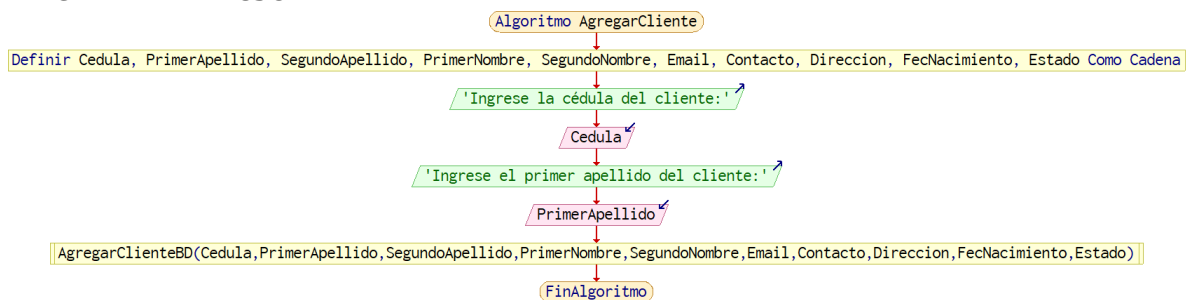 Algoritmo AgregarCliente
Definir Cedula, PrimerApellido, SegundoApellido, PrimerNombre, SegundoNombre, Email, Contacto, Direccion, FecNacimiento, Estado Como Cadena
'Ingrese la cédula del cliente:'
Cedula
'Ingrese el primer apellido del cliente:'
PrimerApellido
AgregarClienteBD(Cedula,PrimerApellido,SegundoApellido,PrimerNombre,SegundoNombre,Email,Contacto,Direccion,FecNacimiento,Estado)
FinAlgoritmo